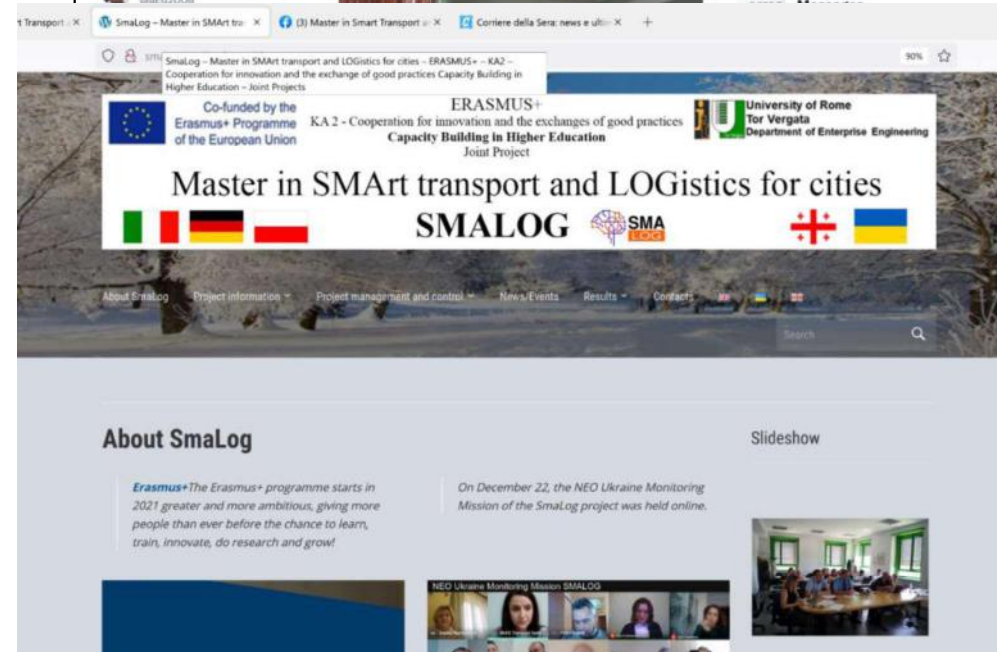 t Transport
SmaLog – Master in SMArt tra
(3) Master in Smart Transport
Corriere della Sera: news e ulti
SmaLog – Master in SMArt transport and LOGistics for cities – ERASMUS+ – KA2 –
Cooperation for innovation and the exchange of good practices Capacity Building in
Higher Education – Joint Projects
90%
Co-funded by the
Erasmus+ Programme
of the European Union
ERASMUS+
KA 2 - Cooperation for innovation and the exchanges of good practices
Capacity Building in Higher Education
Joint Project
University of Rome
Tor Vergata
Department of Enterprise Engineering
Master in SMArt transport and LOGistics for cities
SMALOG
SMA
LOG
About SmaLog
Project information
Project management and control
News/Events
Results
Contacts
Search
About SmaLog
Slideshow
Erasmus+The Erasmus+ programme starts in
2021 greater and more ambitious, giving more
people than ever before the chance to learn,
train, innovate, do research and grow!
On December 22, the NEO Ukraine Monitoring
Mission of the SmaLog project was held online.
NEO Ukraine Monitoring Mission SMALOG